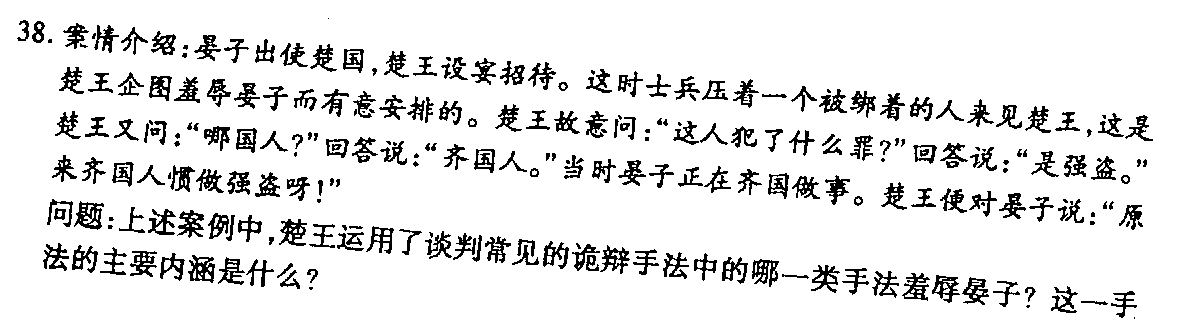 38. 案情介绍:晏子出使楚国,楚王设宴招待。这时士兵压着一个被绑着的人来见楚王,这是
楚王企图羞辱晏子而有意安排的。楚王故意问:“这人犯了什么罪?”回答说:“是强盗。”
楚王又问:“哪国人?”回答说:“齐国人。”当时晏子正在齐国做事。楚王便对晏子说:“原
来齐国人惯做强盗呀!”
问题:上述案例中,楚王运用了谈判常见的诡辩手法中的哪一类手法羞辱晏子?这一手
法的主要内涵是什么?